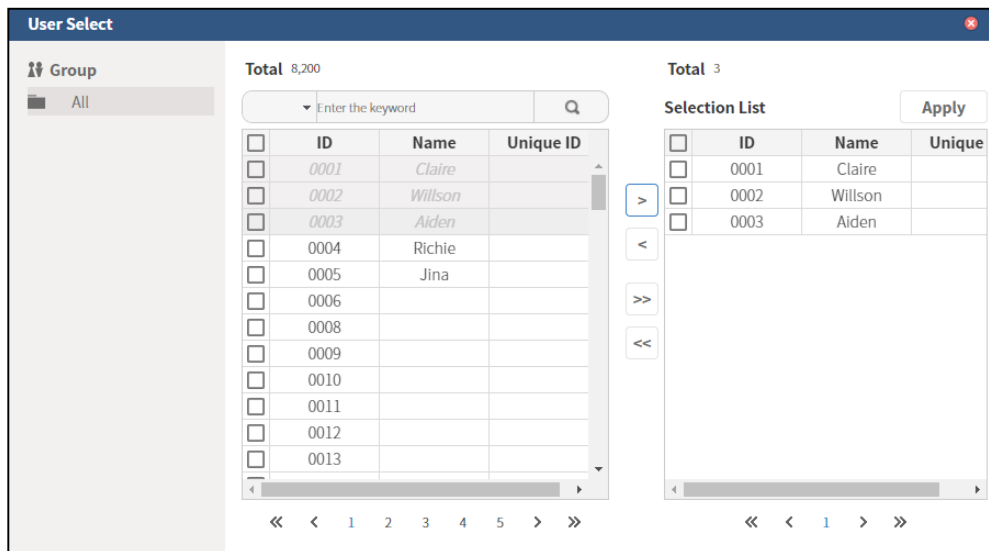 User Select
Group
All
Total 8,200
Enter the keyword
ID Name Unique ID
0001 Claire
0002 Willson
0003 Aiden
0004 Richie
0005 Jina
0006
0008
0009
0010
0011
0012
0013
« < 1 2 3 4 5 > »
>
<
>>
<<
Total 3
Selection List Apply
ID Name Unique
0001 Claire
0002 Willson
0003 Aiden
« < 1 > »